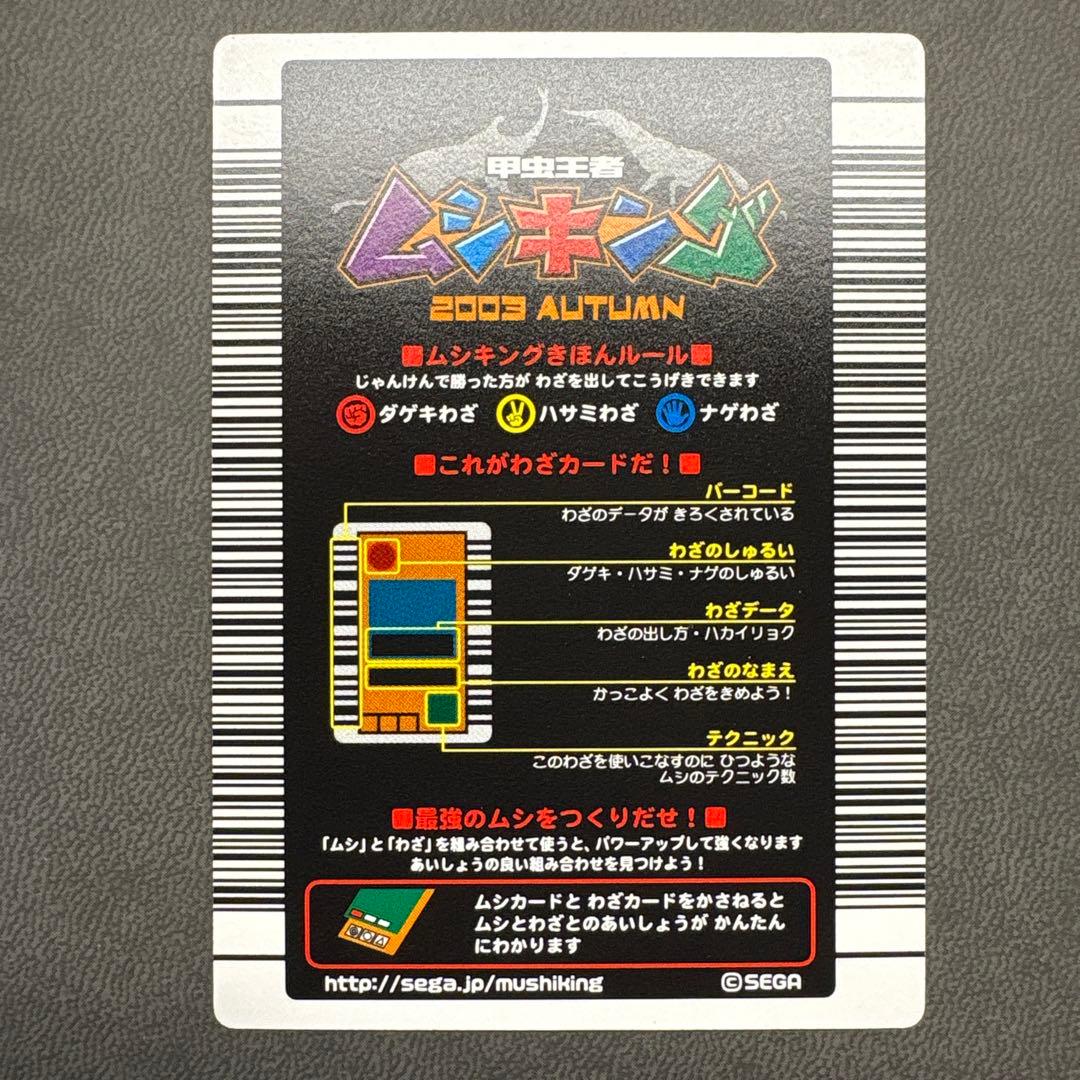 甲虫王者
ムシキング
2003 AUTUMN
ムシキングきほんルール
じゃんけんで勝った方が わざを出してこうげきできます
ダゲキわざ ハサミわざ ナゲわざ
これがわざカードだ！
バーコード
わざのデータが きろくされている
わざのしゅるい
ダゲキ・ハサミ・ナゲのしゅるい
わざデータ
わざの出し方・ハカイリョク
わざのなまえ
かっこよく わざをきめよう！
テクニック
このわざを使いこなすのに ひつような
ムシのテクニック数
最強のムシをつくりだせ！
「ムシ」と「わざ」を組み合わせて使うと、パワーアップして強くなります
あいしょうの良い組み合わせを見つけよう！
ムシカードと わざカードをかさねると
ムシとわざとのあいしょうが かんたん
にわかります
http://sega.jp/mushiking ©SEGA